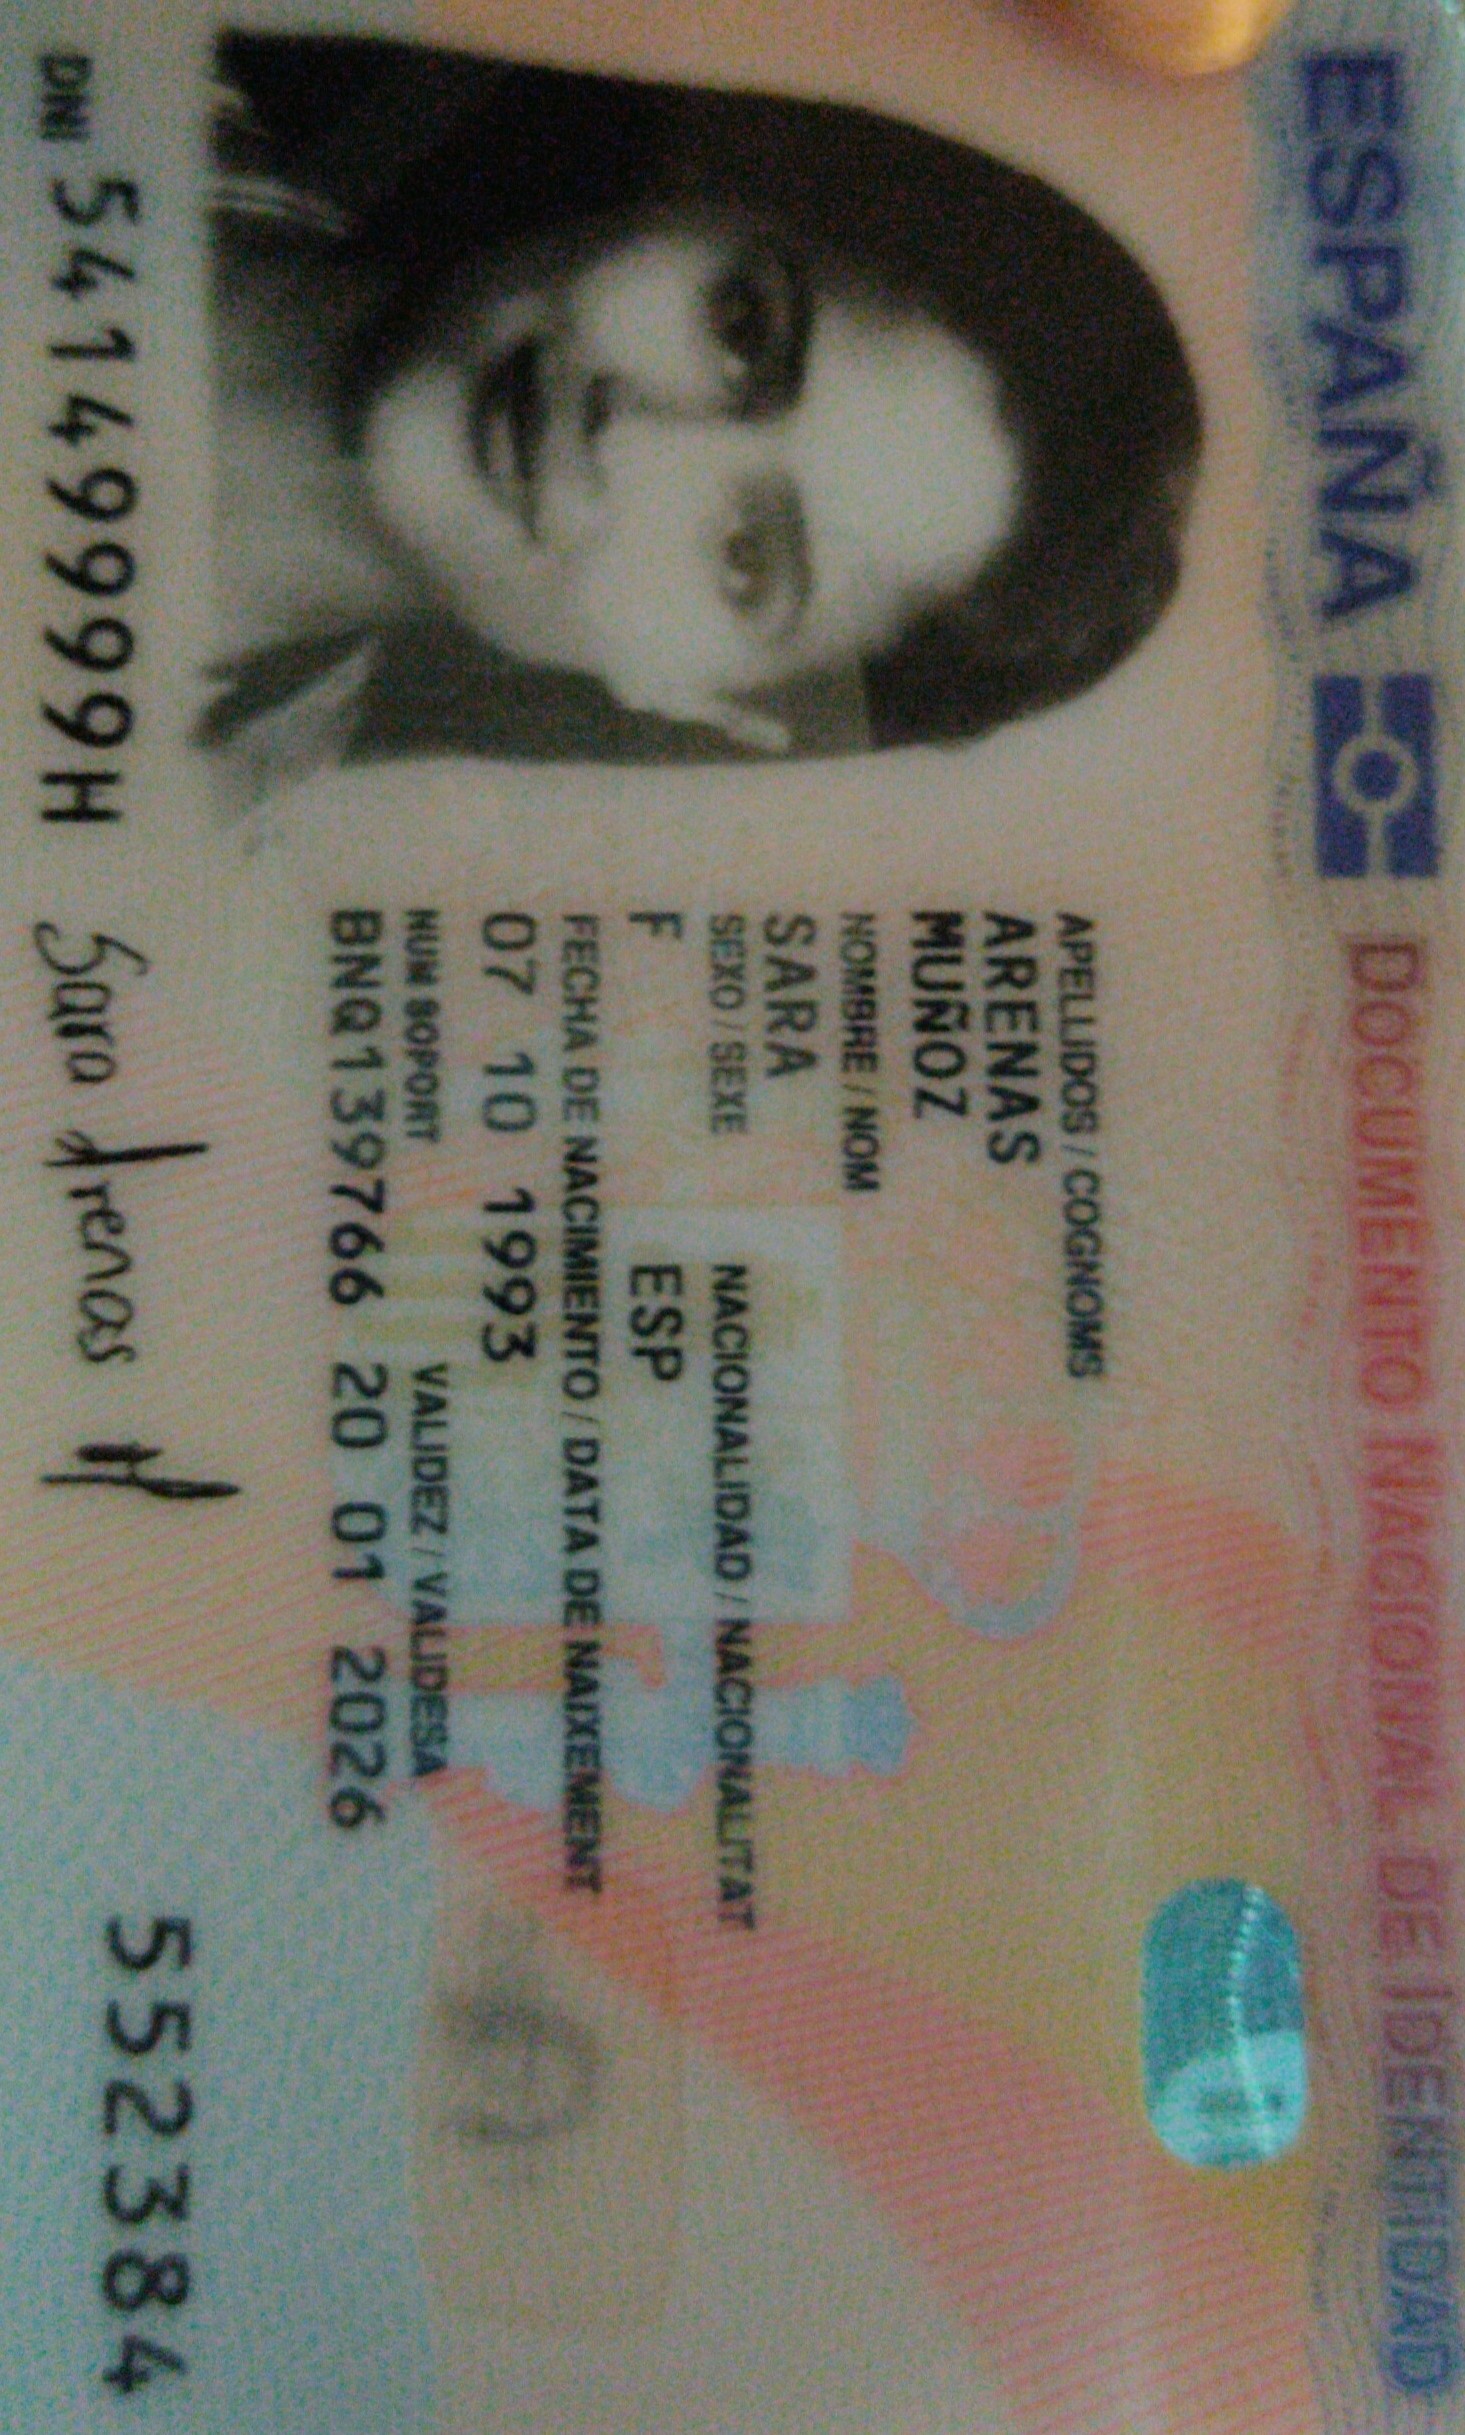 ESPAÑA DOCUMENTO NACIONAL DE IDENTIDAD
APELLIDOS / COGNOMS
ARENAS
MUÑOZ
NOMBRE / NOM
SARA
SEXO / SEXE NACIONALIDAD / NACIONALITAT
F ESP
FECHA DE NACIMIENTO / DATA DE NAIXEMENT
07 10 1993
NUM SOPORT VALIDEZ / VALIDESA
BNQ139766 20 01 2026
DNI 54149999H
Sara Arenas M
552384